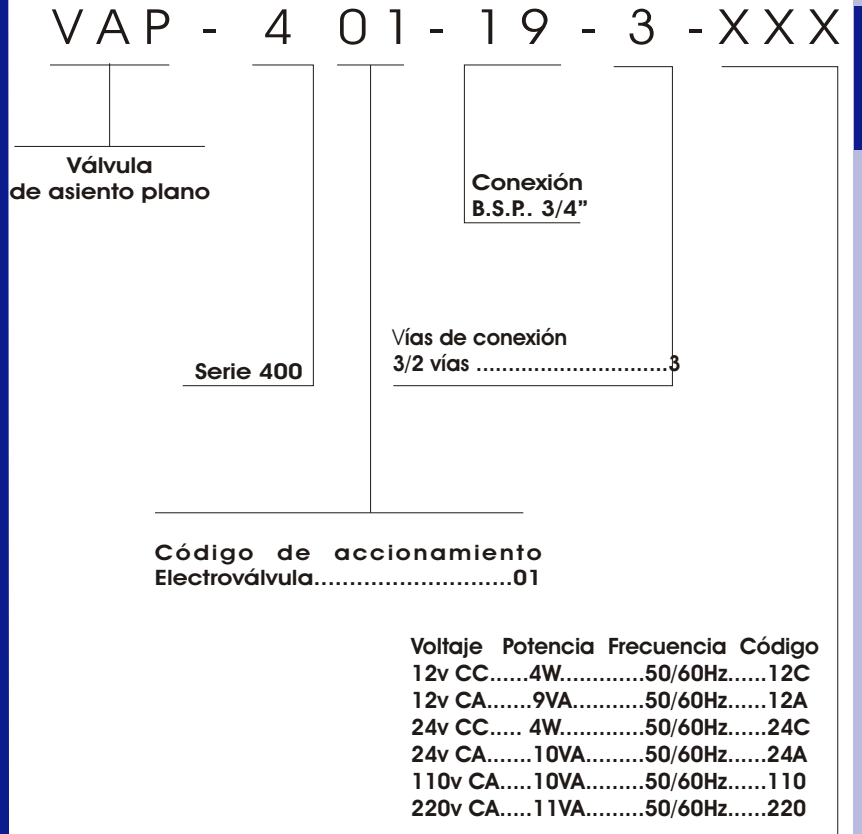 VAP - 4 01 - 19 - 3 - XXX
Válvula
de asiento plano
Conexión
B.S.P.. 3/4”
Vías de conexión
3/2 vías ..............................3
Serie 400
Código de accionamiento
Electroválvula............................01
Voltaje Potencia Frecuencia Código
12v CC......4W.............50/60Hz......12C
12v CA.......9VA...........50/60Hz......12A
24v CC..... 4W.............50/60Hz......24C
24v CA.......10VA.........50/60Hz......24A
110v CA.....10VA.........50/60Hz......110
220v CA.....11VA.........50/60Hz......220